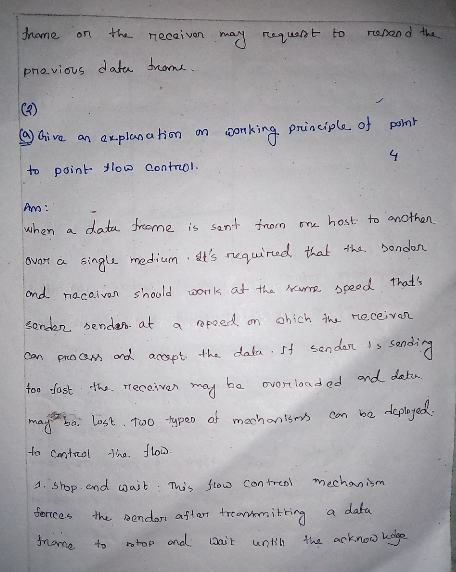 frame or the receiver may request to resend the
previous data frame.
(2)
(a) Give an explanation on working principle of point
to point flow control. 4
Ans:
when a data frame is sent from one host to another
over a single medium. It's required that the sender
and receiver should work at the same speed that's
sender sender at a speed on which the receiver
can process and accept the data. If sender is sending
too fast the receiver may be overloaded and data
may be lost. Two types of mechanisms can be deployed.
to control the flow
1. stop and wait: This flow control mechanism
forces the sender after transmitting a data
frame to stop and wait until the acknowledge